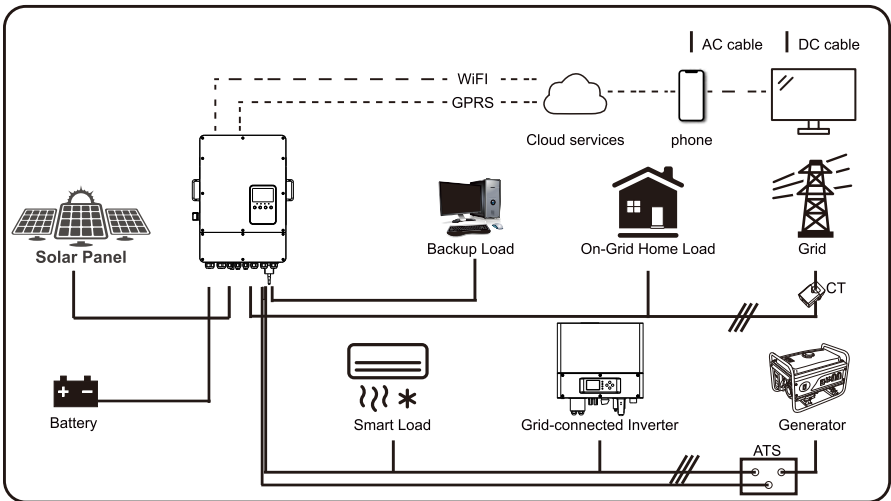 AC cable
DC cable
WiFI
GPRS
Cloud services
phone
Solar Panel
Backup Load
On-Grid Home Load
Grid
CT
Battery
Smart Load
Grid-connected Inverter
Generator
ATS